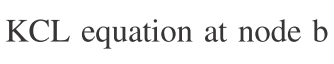 KCL equation at node b